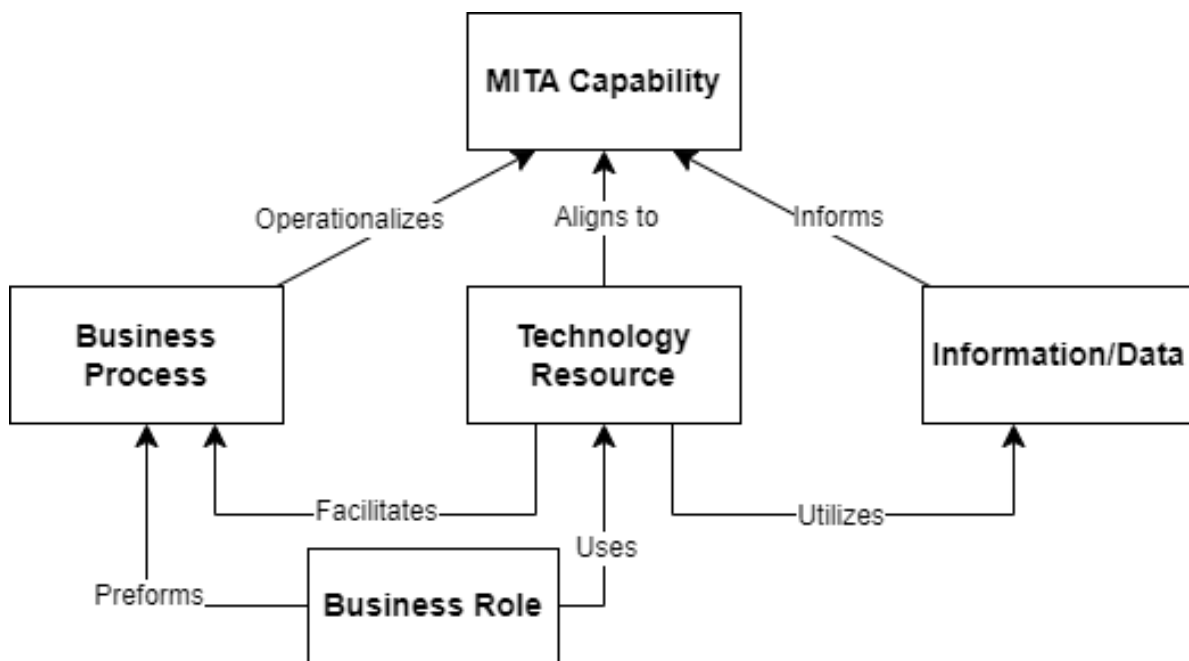 MITA Capability
Operationalizes
Aligns to
Informs
Business
Process
Technology
Resource
Information/Data
Facilitates
Utilizes
Uses
Preforms
Business Role